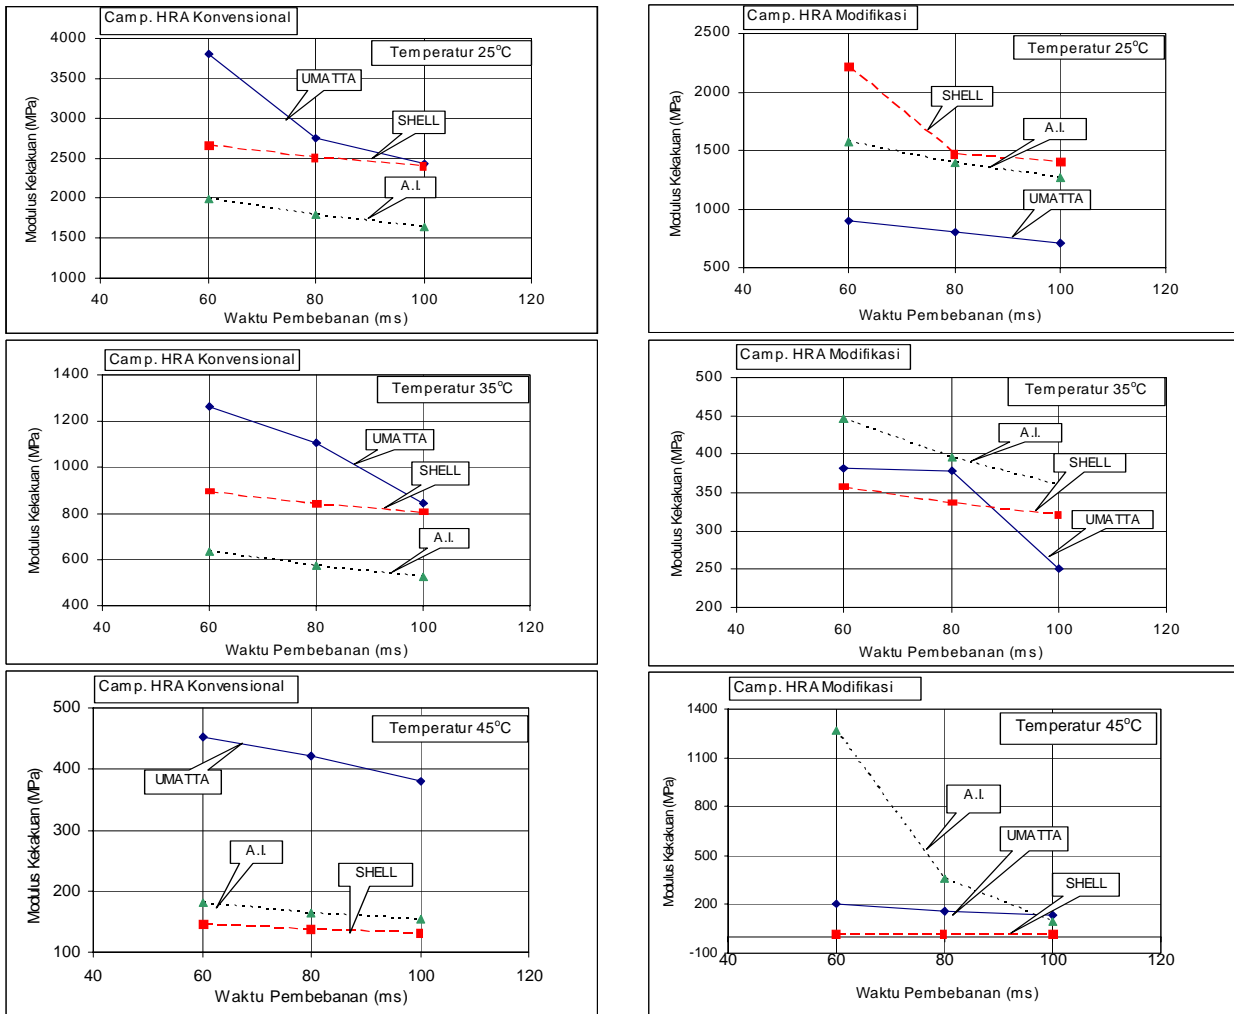 Camp. HRA Konvensional
Temperatur 25°C
Modulus Kekakuan (MPa)
4000
3500
3000
2500
2000
1500
1000
UMATTA
SHELL
A.I.
40 60 80 100 120
Waktu Pembebanan (ms)
Camp. HRA Modifikasi
Temperatur 25°C
Modulus Kekakuan (MPa)
2500
2000
1500
1000
500
SHELL
A.I.
UMATTA
40 60 80 100 120
Waktu Pembebanan (ms)
Camp. HRA Konvensional
Temperatur 35°C
Modulus Kekakuan (MPa)
1400
1200
1000
800
600
400
UMATTA
SHELL
A.I.
40 60 80 100 120
Waktu Pembebanan (ms)
Camp. HRA Modifikasi
Temperatur 35°C
Modulus Kekakuan (MPa)
500
450
400
350
300
250
200
A.I.
SHELL
UMATTA
40 60 80 100 120
Waktu Pembebanan (ms)
Camp. HRA Konvensional
Temperatur 45°C
Modulus Kekakuan (MPa)
500
400
300
200
100
UMATTA
A.I.
SHELL
40 60 80 100 120
Waktu Pembebanan (ms)
Camp. HRA Modifikasi
Temperatur 45°C
Modulus Kekakuan (MPa)
1400
1100
800
500
200
-100
A.I.
UMATTA
SHELL
40 60 80 100 120
Waktu Pembebanan (ms)